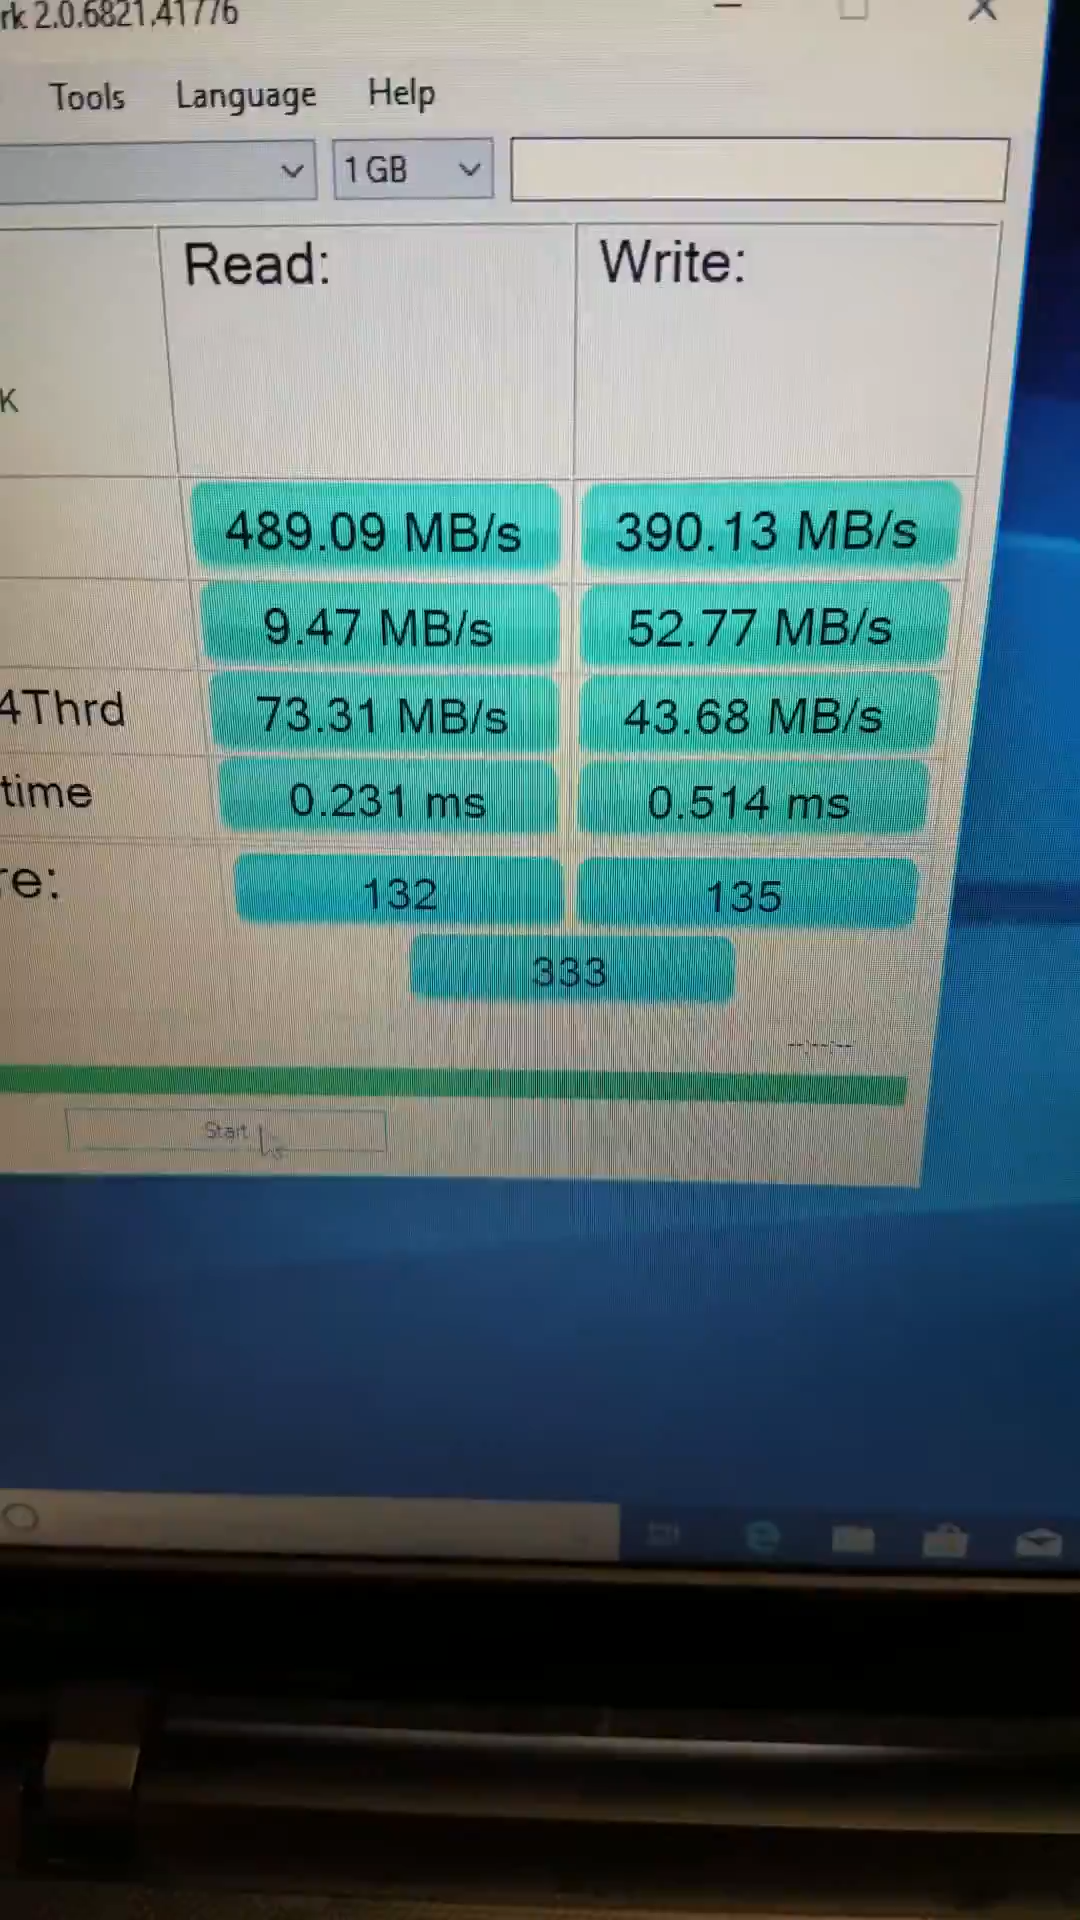 rk 2.0.6821.41776
Tools Language Help
1 GB
Read: Write:
K
489.09 MB/s 390.13 MB/s
9.47 MB/s 52.77 MB/s
4Thrd 73.31 MB/s 43.68 MB/s
time 0.231 ms 0.514 ms
re: 132 135
333
--:--:--
Start